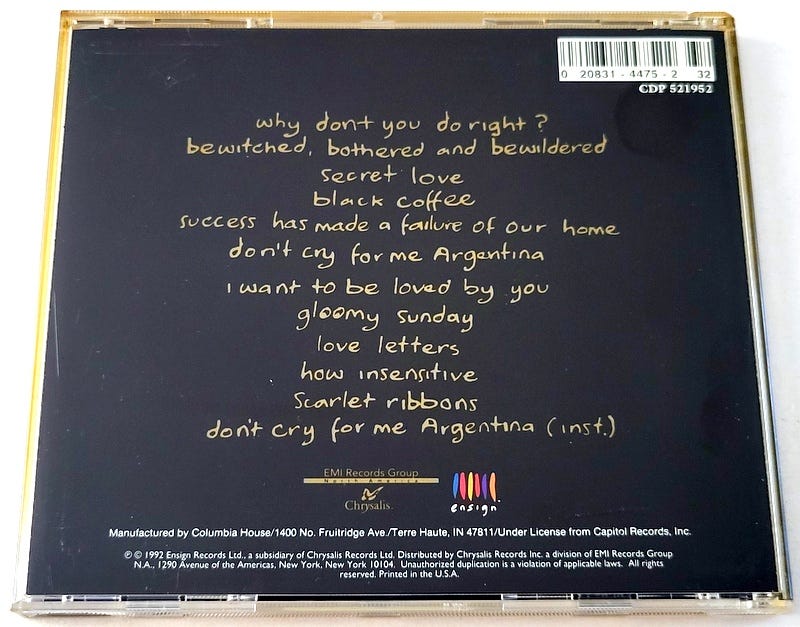 0 20831-4475-2 32
CDP 521952
why dont you do right?
bewitched, bothered and bewildered
secret love
black coffee
success has made a failure of our home
don't cry for me Argentina
i want to be loved by you
gloomy sunday
love letters
how insensitive
scarlet ribbons
don't cry for me Argentina (inst.)
EMI Records Group
North America
Chrysalis.
ensign.
Manufactured by Columbia House/1400 No. Fruitridge Ave./Terre Haute, IN 47811/Under License from Capitol Records, Inc.
℗ © 1992 Ensign Records Ltd., a subsidiary of Chrysalis Records Ltd. Distributed by Chrysalis Records Inc. a division of EMI Records Group
N.A., 1290 Avenue of the Americas, New York, New York 10104. Unauthorized duplication is a violation of applicable laws. All rights
reserved. Printed in the U.S.A.